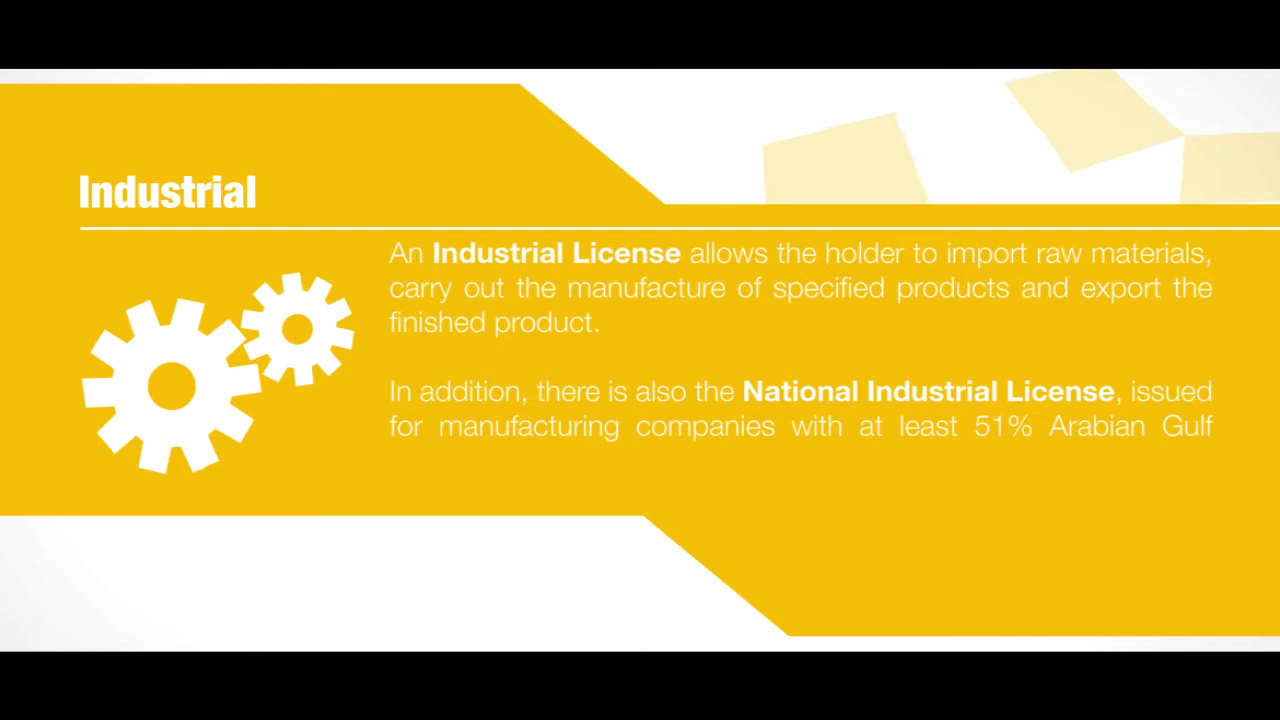 Industrial
An Industrial License allows the holder to import raw materials,
carry out the manufacture of specified products and export the
finished product.
In addition, there is also the National Industrial License, issued
for manufacturing companies with at least 51% Arabian Gulf